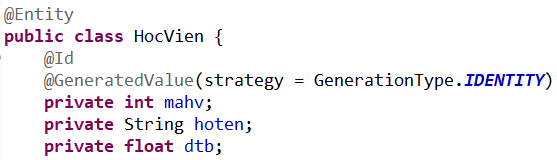 @Entity
public class HocVien {
@Id
@GeneratedValue(strategy = GenerationType.IDENTITY)
private int mahv;
private String hoten;
private float dtb;